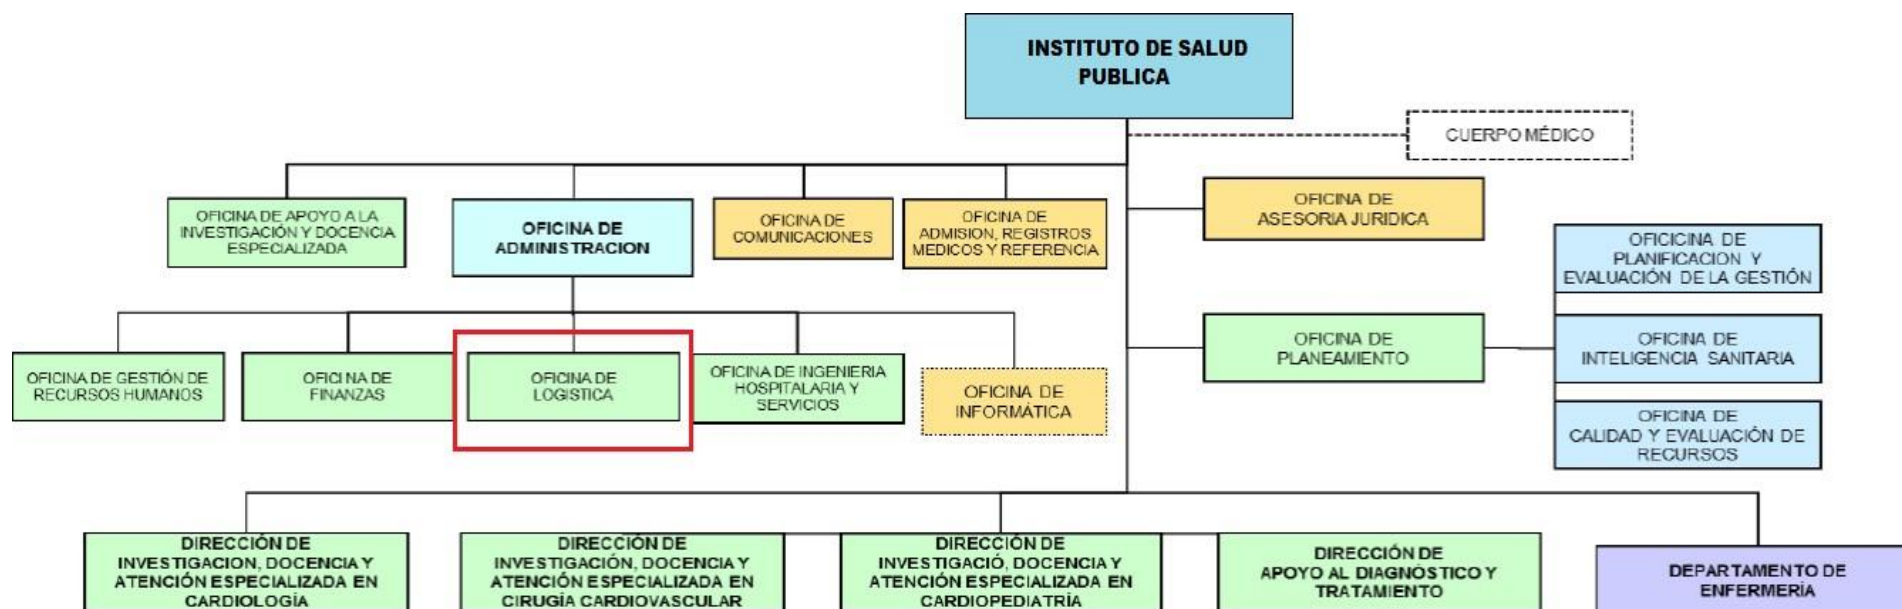 INSTITUTO DE SALUD
PUBLICA
CUERPO MÉDICO
OFICINA DE APOYO A LA
INVESTIGACIÓN Y DOCENCIA
ESPECIALIZADA
OFICINA DE
ADMINISTRACION
OFICINA DE
COMUNICACIONES
OFICINA DE
ADMISION, REGISTROS
MEDICOS Y REFERENCIA
OFICINA DE
ASESORIA JURIDICA
OFICICINA DE
PLANIFICACION Y
EVALUACIÓN DE LA GESTIÓN
OFICINA DE
PLANEAMIENTO
OFICINA DE
INTELIGENCIA SANITARIA
OFICINA DE
CALIDAD Y EVALUACIÓN DE
RECURSOS
OFICINA DE GESTIÓN DE
RECURSOS HUMANOS
OFICINA DE
FINANZAS
OFICINA DE
LOGISTICA
OFICINA DE INGENIERIA
HOSPITALARIA Y
SERVICIOS
OFICINA DE
INFORMÁTICA
DIRECCIÓN DE
INVESTIGACION, DOCENCIA Y
ATENCIÓN ESPECIALIZADA EN
CARDIOLOGÍA
DIRECCIÓN DE
INVESTIGACIÓN, DOCENCIA Y
ATENCIÓN ESPECIALIZADA EN
CIRUGÍA CARDIOVASCULAR
DIRECCIÓN DE
INVESTIGACIÓ, DOCENCIA Y
ATENCIÓN ESPECIALIZADA EN
CARDIOPEDIATRÍA
DIRECCIÓN DE
APOYO AL DIAGNÓSTICO Y
TRATAMIENTO
DEPARTAMENTO DE
ENFERMERÍA